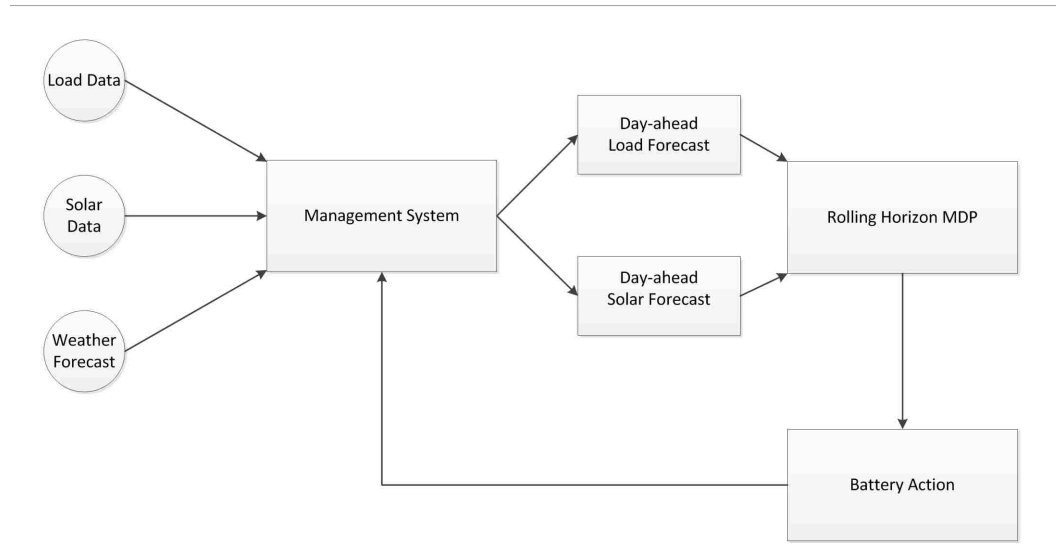 Load Data
Solar
Data
Weather
Forecast
Management System
Day-ahead
Load Forecast
Day-ahead
Solar Forecast
Rolling Horizon MDP
Battery Action